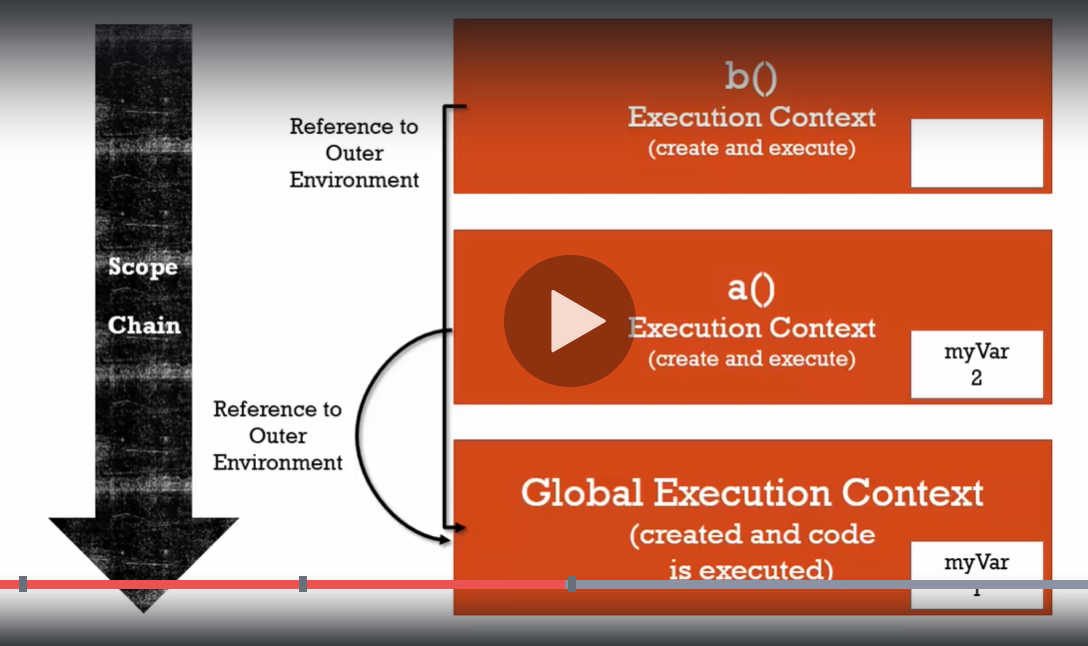 b()
Execution Context
(create and execute)
Reference to
Outer
Environment
Scope
Chain
a()
Execution Context
(create and execute)
myVar
2
Reference to
Outer
Environment
Global Execution Context
(created and code
is executed)
myVar
1